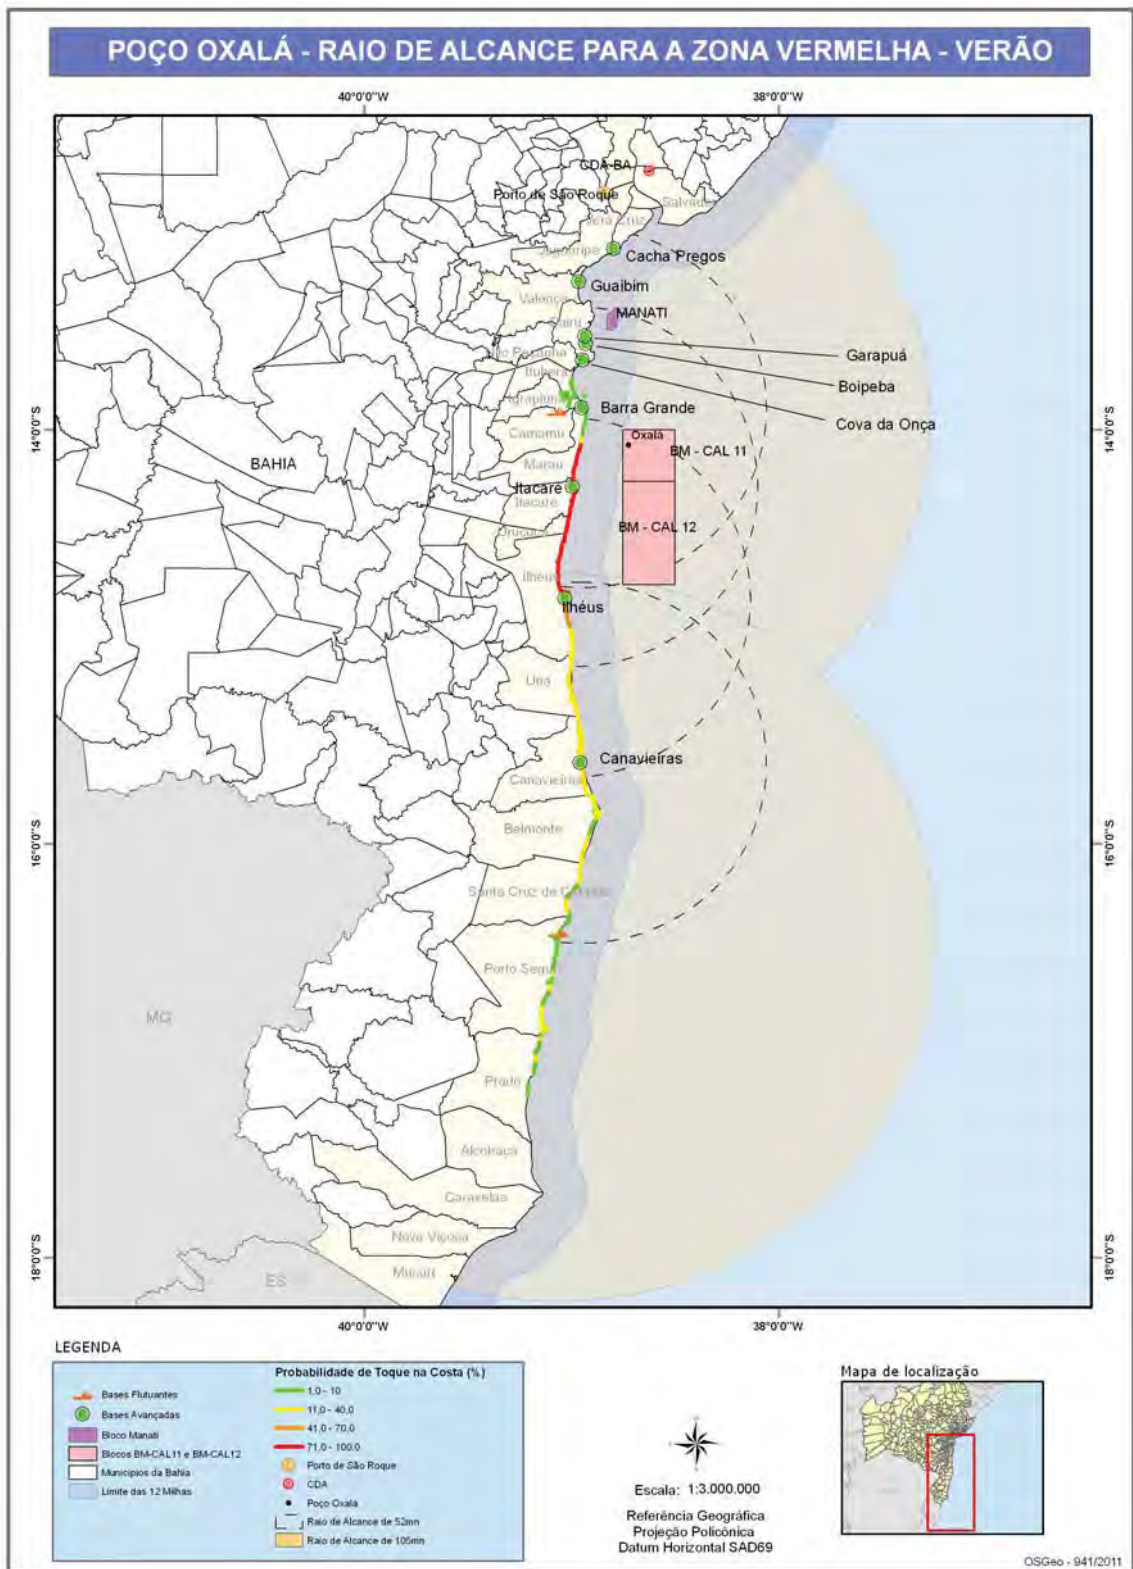 POÇO OXALÁ - RAIO DE ALCANCE PARA A ZONA VERMELHA - VERÃO
40°0'0"W
38°0'0"W
CDA-BA
Porto de São Roque
Salvador
Vera Cruz
Jaguaripe
Cacha Pregos
Guaibim
Valença
MANATI
Cairu
Garapuá
Boipeba
Cova da Onça
Barra Grande
14°0'0"S
14°0'0"S
Camamu
Oxalá
BM - CAL 11
BAHIA
Marau
Itacaré
Itacaré
BM - CAL 12
Ilhéus
Ilhéus
Una
Canavieiras
Canavieiras
Belmonte
16°0'0"S
16°0'0"S
Santa Cruz de
Porto Segu
MG
Prado
Alcobaça
Caravelas
Nova Viçosa
Mucuri
ES
18°0'0"S
18°0'0"S
40°0'0"W
38°0'0"W
LEGENDA
Bases Flutuantes
Bases Avançadas
Bloco Manati
Blocos BM-CAL11 e BM-CAL12
Municípios da Bahia
Limite das 12 Milhas
Probabilidade de Toque na Costa (%)
1,0 - 10
11,0 - 40,0
41,0 - 70,0
71,0 - 100,0
Porto de São Roque
CDA
Poço Oxalá
Raio de Alcance de 52mn
Raio de Alcance de 105mn
Escala: 1:3.000.000
Referência Geográfica
Projeção Policônica
Datum Horizontal SAD69
Mapa de localização
OSGeo - 941/2011